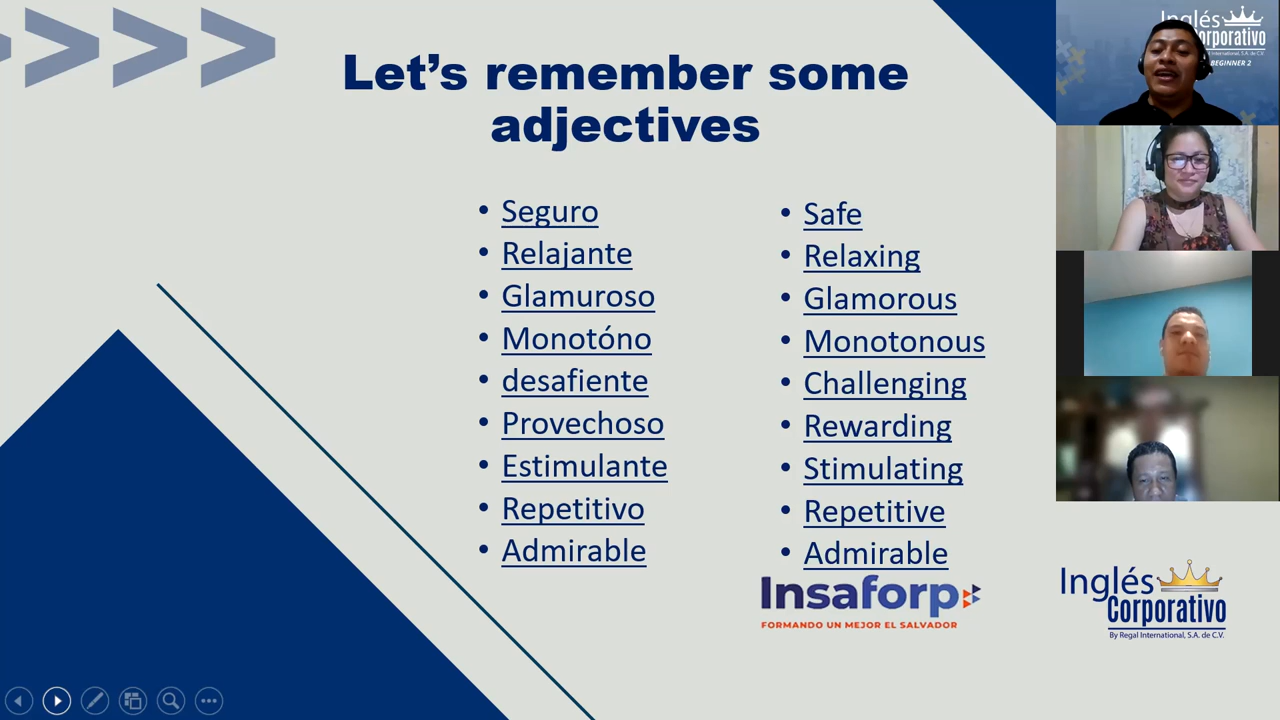 Let's remember some
adjectives
• Seguro
• Relajante
• Glamuroso
• Monotóno
• desafiente
• Provechoso
• Estimulante
• Repetitivo
• Admirable
• Safe
• Relaxing
• Glamorous
• Monotonous
• Challenging
• Rewarding
• Stimulating
• Repetitive
• Admirable
Insaforp
FORMANDO UN MEJOR EL SALVADOR
Inglés
Corporativo
BEGINNER 2
Inglés
Corporativo
By Regal International, S.A. de C.V.